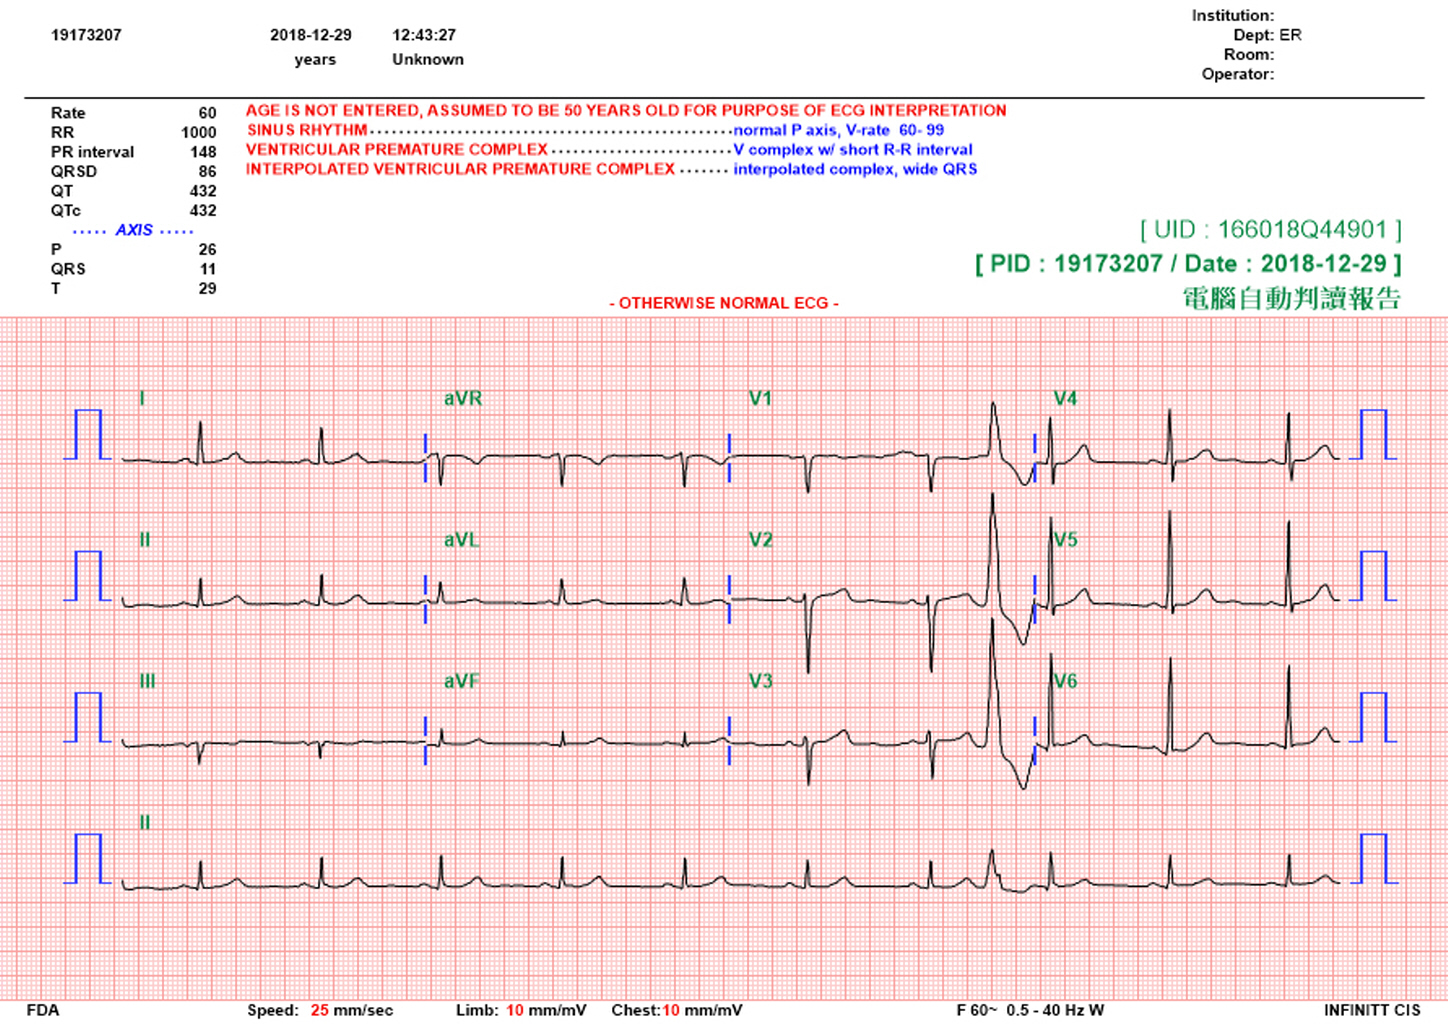 Institution:
19173207 2018-12-29 12:43:27 Dept: ER
years Unknown Room:
Operator:
Rate 60 AGE IS NOT ENTERED, ASSUMED TO BE 50 YEARS OLD FOR PURPOSE OF ECG INTERPRETATION
RR 1000 SINUS RHYTHM normal P axis, V-rate 60- 99
PR interval 148 VENTRICULAR PREMATURE COMPLEX V complex w/ short R-R interval
QRSD 86 INTERPOLATED VENTRICULAR PREMATURE COMPLEX interpolated complex, wide QRS
QT 432
QTc 432
AXIS
P 26
QRS 11
T 29
[ UID : 166018Q44901 ]
[ PID : 19173207 / Date : 2018-12-29 ]
電腦自動判讀報告
- OTHERWISE NORMAL ECG -
I aVR V1 V4
II aVL V2 V5
III aVF V3 V6
II
FDA Speed: 25 mm/sec Limb: 10 mm/mV Chest:10 mm/mV F 60~ 0.5 - 40 Hz W INFINITT CIS